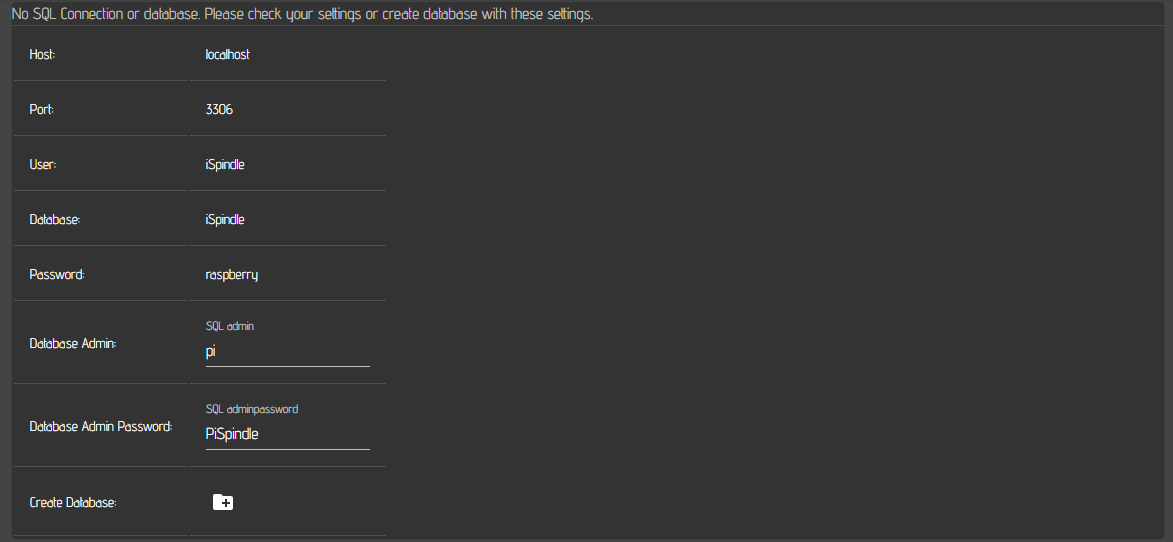 No SQL Connection or database. Please check your settings or create database with these settings.
Host: localhost
Port: 3306
User: iSpindle
Database: iSpindle
Password: raspberry
SQL admin
Database Admin: pi
SQL adminpassword
Database Admin Password: PiSpindle
Create Database: